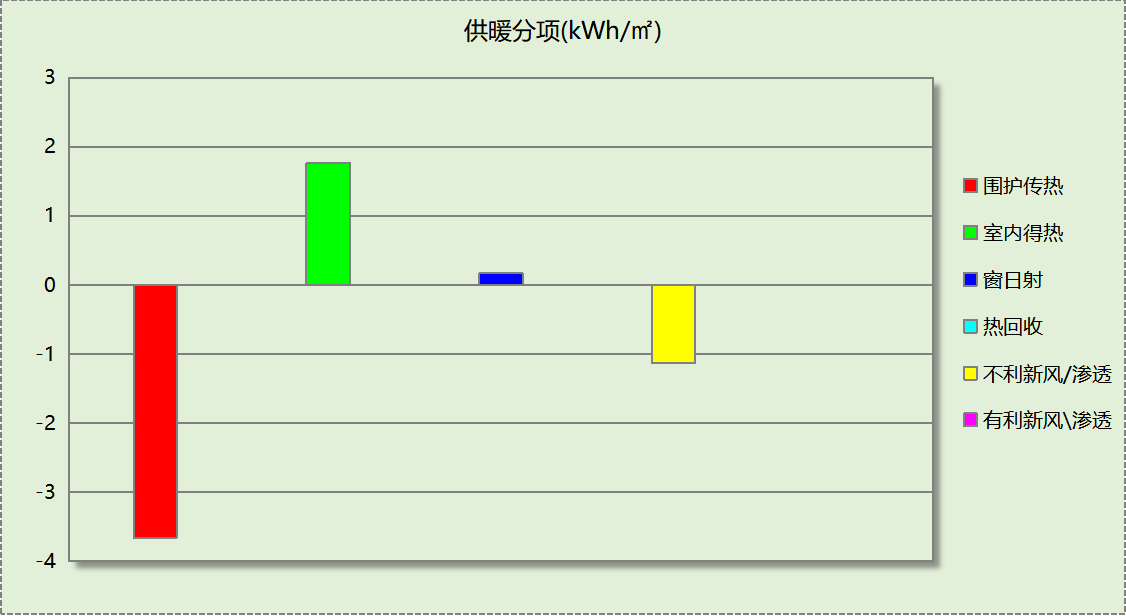 供暖分项(kWh/㎡)
3
2
1
0
-1
-2
-3
-4
围护传热
室内得热
窗日射
热回收
不利新风/渗透
有利新风\渗透